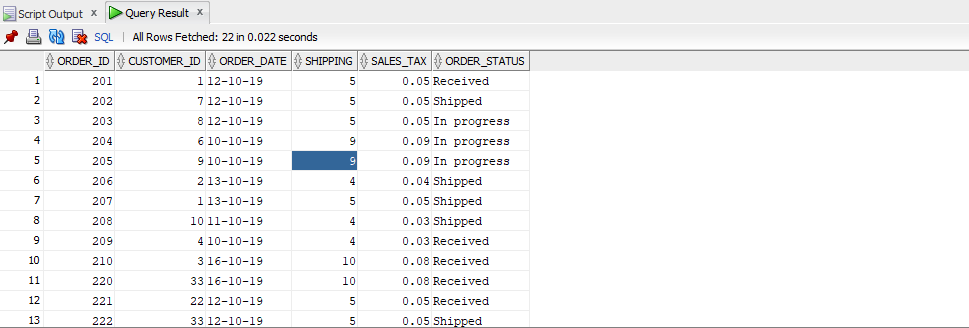 Script Output x Query Result x
SQL | All Rows Fetched: 22 in 0.022 seconds
ORDER_ID CUSTOMER_ID ORDER_DATE SHIPPING SALES_TAX ORDER_STATUS
1 201 1 12-10-19 5 0.05 Received
2 202 7 12-10-19 5 0.05 Shipped
3 203 8 12-10-19 5 0.05 In progress
4 204 6 10-10-19 9 0.09 In progress
5 205 9 10-10-19 9 0.09 In progress
6 206 2 13-10-19 4 0.04 Shipped
7 207 1 13-10-19 5 0.05 Shipped
8 208 10 11-10-19 4 0.03 Shipped
9 209 4 10-10-19 4 0.03 Received
10 210 3 16-10-19 10 0.08 Received
11 220 33 16-10-19 10 0.08 Received
12 221 22 12-10-19 5 0.05 Received
13 222 33 12-10-19 5 0.05 Shipped